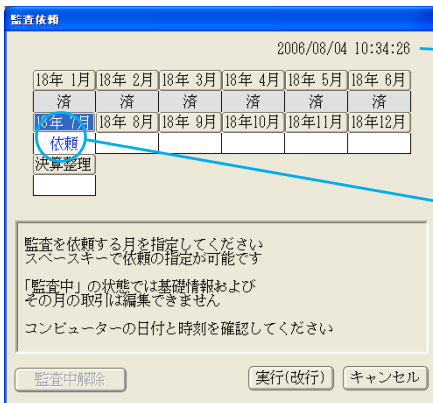 監査依頼
2006/08/04 10:34:26
18年 1月 18年 2月 18年 3月 18年 4月 18年 5月 18年 6月
済 済 済 済 済 済
18年 7月 18年 8月 18年 9月 18年10月 18年11月 18年12月
依頼
決算整理
監査を依頼する月を指定してください
スペースキーで依頼の指定が可能です
「監査中」の状態では基礎情報および
その月の取引は編集できません
コンピューターの日付と時刻を確認してください
監査中解除 実行(改行) キャンセル